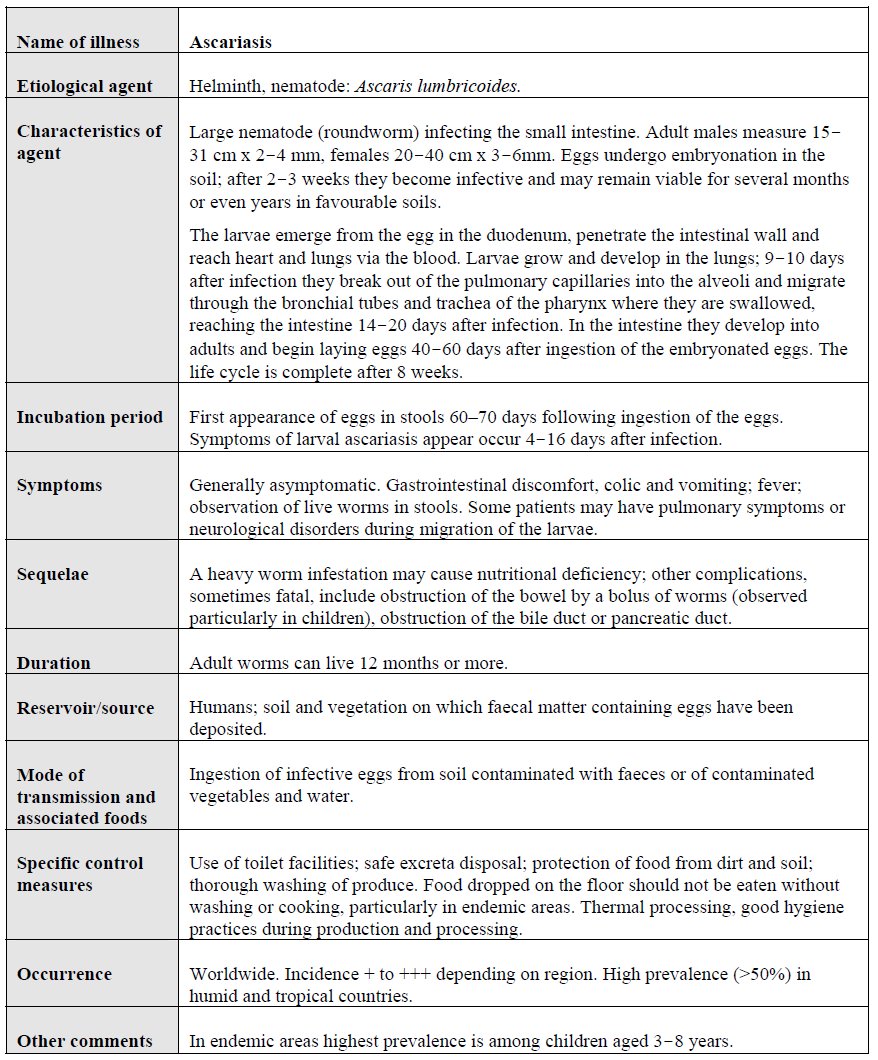 Name of illness Ascariasis
Etiological agent Helminth, nematode: Ascaris lumbricoides.
Characteristics of
agent
Large nematode (roundworm) infecting the small intestine. Adult males measure 15−
31 cm x 2−4 mm, females 20−40 cm x 3−6mm. Eggs undergo embryonation in the
soil; after 2−3 weeks they become infective and may remain viable for several months
or even years in favourable soils.
The larvae emerge from the egg in the duodenum, penetrate the intestinal wall and
reach heart and lungs via the blood. Larvae grow and develop in the lungs; 9−10 days
after infection they break out of the pulmonary capillaries into the alveoli and migrate
through the bronchial tubes and trachea of the pharynx where they are swallowed,
reaching the intestine 14−20 days after infection. In the intestine they develop into
adults and begin laying eggs 40−60 days after ingestion of the embryonated eggs. The
life cycle is complete after 8 weeks.
Incubation period
First appearance of eggs in stools 60–70 days following ingestion of the eggs.
Symptoms of larval ascariasis appear occur 4−16 days after infection.
Symptoms
Generally asymptomatic. Gastrointestinal discomfort, colic and vomiting; fever;
observation of live worms in stools. Some patients may have pulmonary symptoms or
neurological disorders during migration of the larvae.
Sequelae
A heavy worm infestation may cause nutritional deficiency; other complications,
sometimes fatal, include obstruction of the bowel by a bolus of worms (observed
particularly in children), obstruction of the bile duct or pancreatic duct.
Duration Adult worms can live 12 months or more.
Reservoir/source
Humans; soil and vegetation on which faecal matter containing eggs have been
deposited.
Mode of
transmission and
associated foods
Ingestion of infective eggs from soil contaminated with faeces or of contaminated
vegetables and water.
Specific control
measures
Use of toilet facilities; safe excreta disposal; protection of food from dirt and soil;
thorough washing of produce. Food dropped on the floor should not be eaten without
washing or cooking, particularly in endemic areas. Thermal processing, good hygiene
practices during production and processing.
Occurrence
Worldwide. Incidence + to +++ depending on region. High prevalence (>50%) in
humid and tropical countries.
Other comments In endemic areas highest prevalence is among children aged 3−8 years.